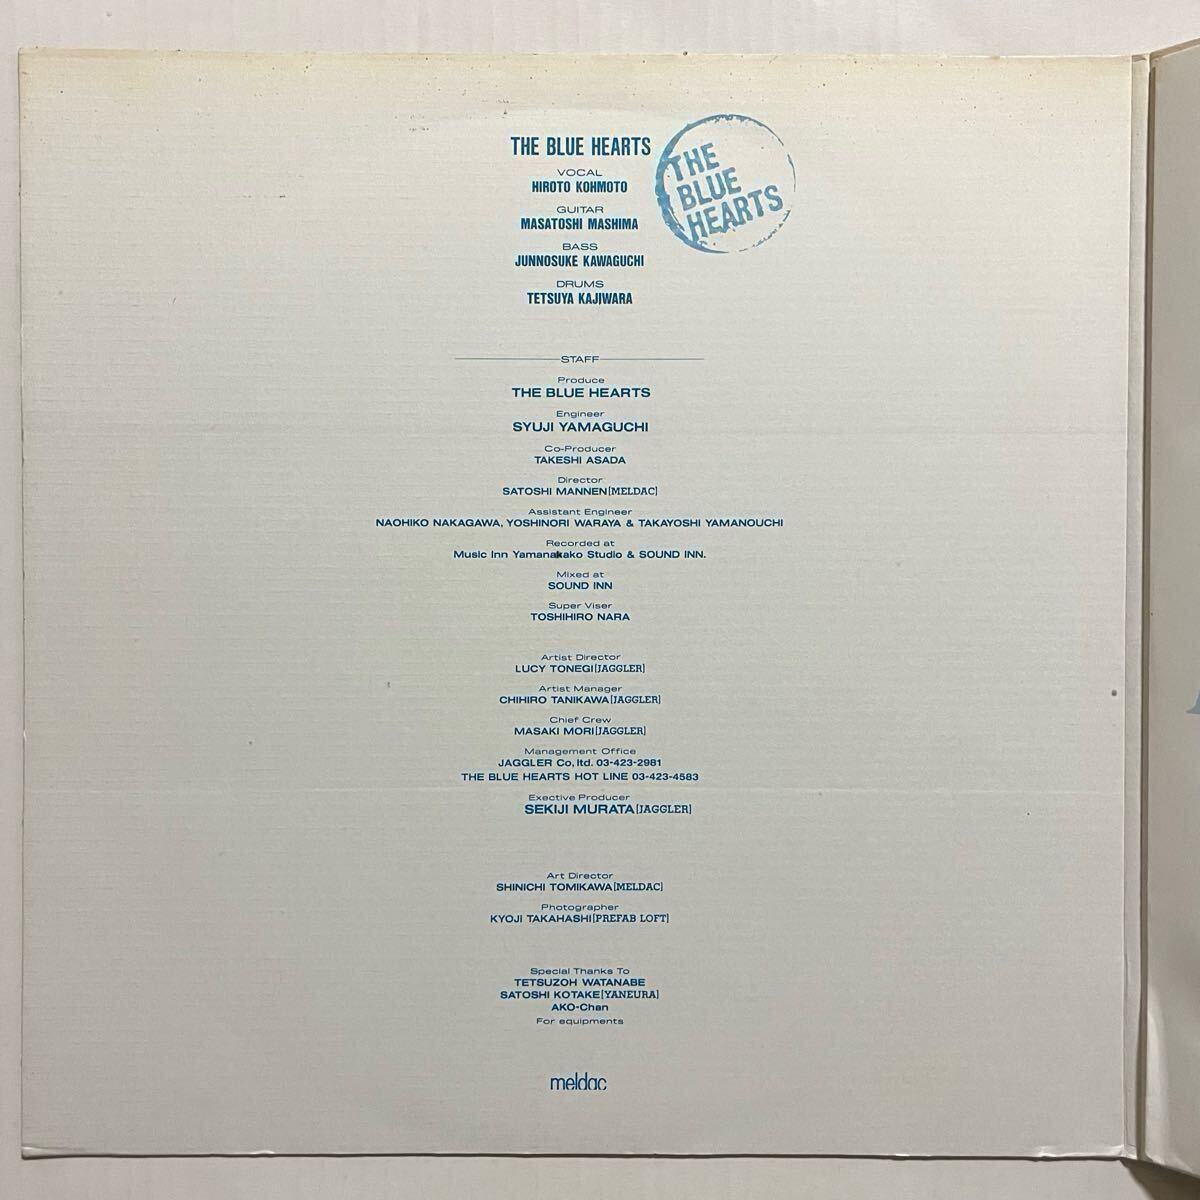 THE BLUE HEARTS
VOCAL
HIROTO KOHMOTO
GUITAR
MASATOSHI MASHIMA
BASS
JUNNOSUKE KAWAGUCHI
DRUMS
TETSUYA KAJIWARA
THE
BLUE
HEARTS
STAFF
Produce
THE BLUE HEARTS
Engineer
SYUJI YAMAGUCHI
Co-Producer
TAKESHI ASADA
Director
SATOSHI MANNEN[MELDAC]
Assistant Engineer
NAOHIKO NAKAGAWA, YOSHINORI WARAYA & TAKAYOSHI YAMANOUCHI
Recorded at
Music Inn Yamanakako Studio & SOUND INN.
Mixed at
SOUND INN
Super Viser
TOSHIHIRO NARA
Artist Director
LUCY TONEGI[JAGGLER]
Artist Manager
CHIHIRO TANIKAWA[JAGGLER]
Chief Crew
MASAKI MORI[JAGGLER]
Management Office
JAGGLER Co, ltd. 03-423-2981
THE BLUE HEARTS HOT LINE 03-423-4583
Exective Producer
SEKIJI MURATA[JAGGLER]
Art Director
SHINICHI TOMIKAWA[MELDAC]
Photographer
KYOJI TAKAHASHI[PREFAB LOFT]
Special Thanks To
TETSUZOH WATANABE
SATOSHI KOTAKE[YANEURA]
AKO-Chan
For equipments
meldac